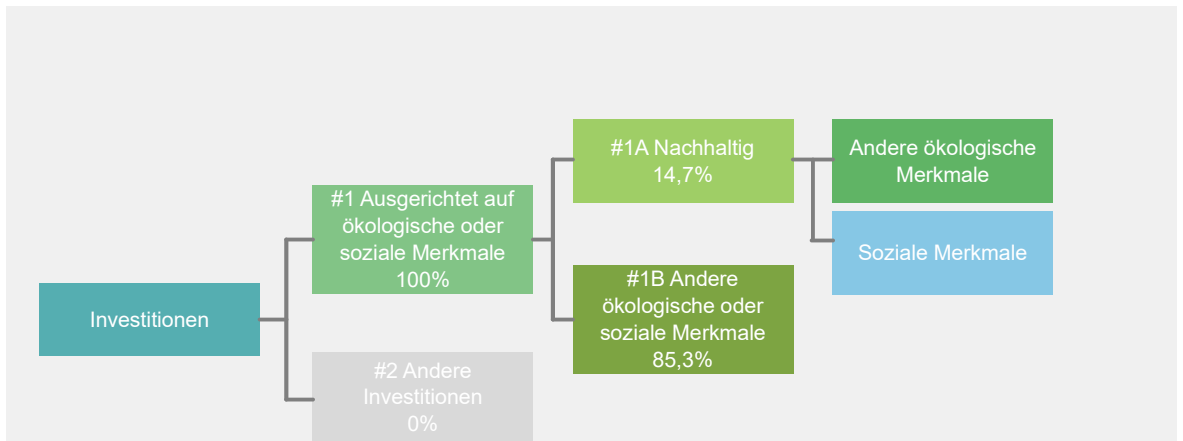 Investitionen
#1 Ausgerichtet auf
ökologische oder
soziale Merkmale
100%
#2 Andere
Investitionen
0%
#1A Nachhaltig
14,7%
#1B Andere
ökologische oder
soziale Merkmale
85,3%
Andere ökologische
Merkmale
Soziale Merkmale